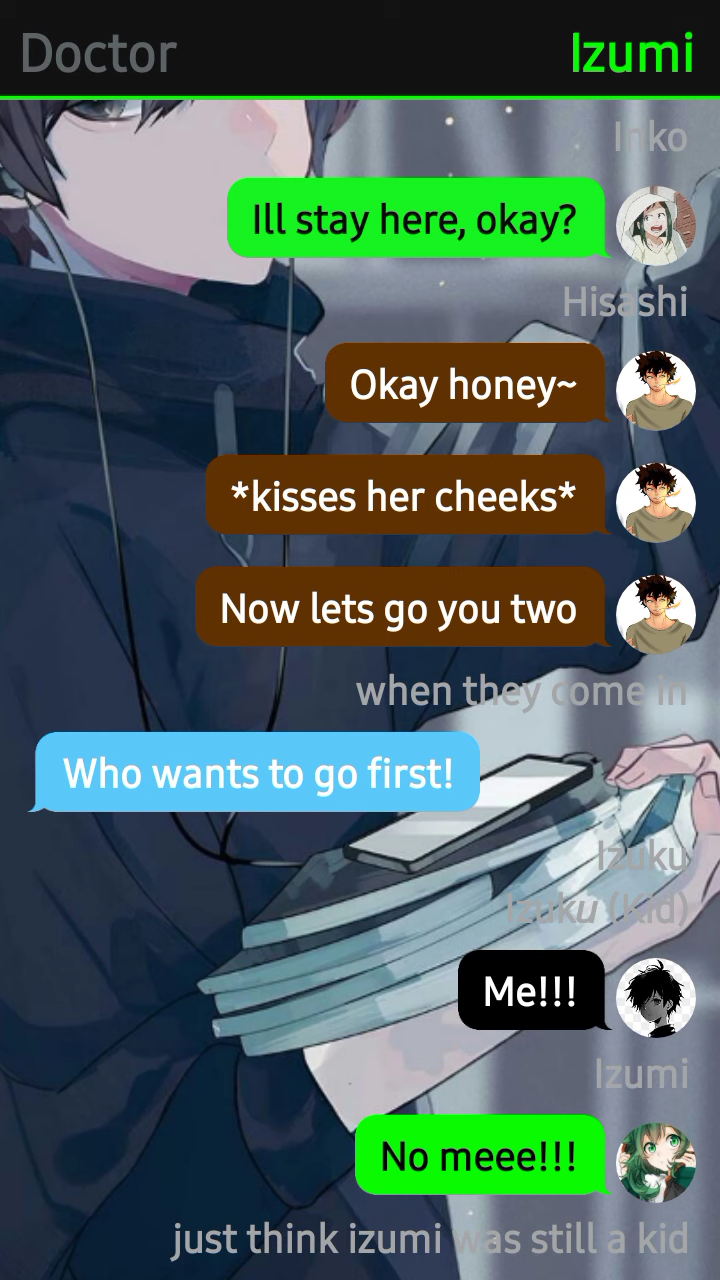 Doctor
Izumi
Inko
Ill stay here, okay?
Hisashi
Okay honey~
*kisses her cheeks*
Now lets go you two
when they come in
Who wants to go first!
Izuku
Izuku (Kid)
Me!!!
Izumi
No meee!!!
just think izumi was still a kid